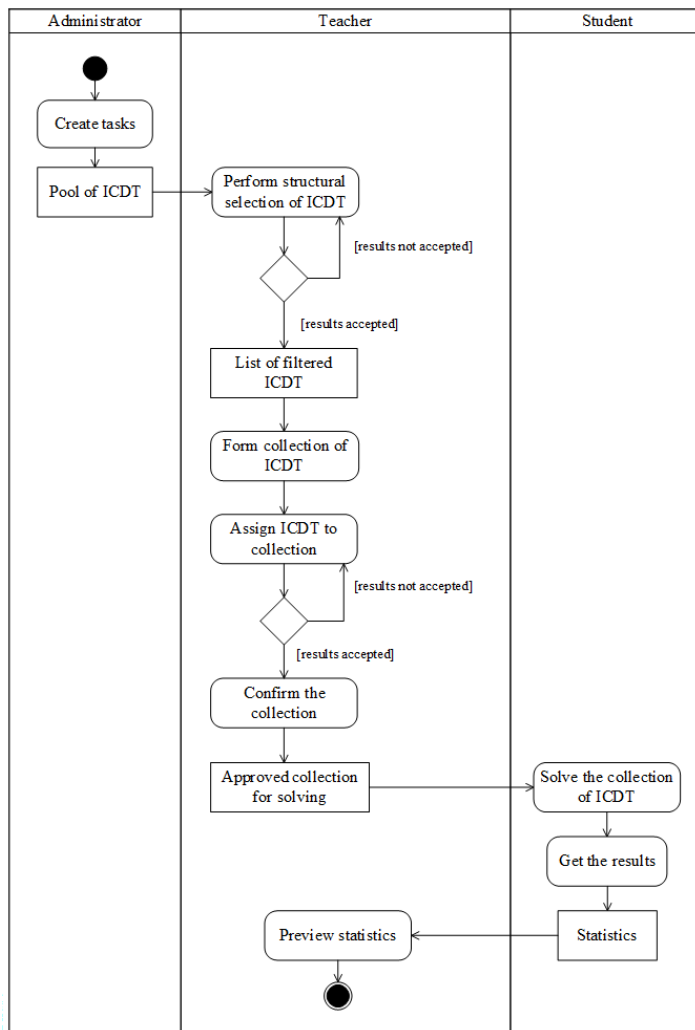 Administrator
Teacher
Student
Create tasks
Pool of ICDT
Perform structural
selection of ICDT
[results not accepted]
[results accepted]
List of filtered
ICDT
Form collection of
ICDT
Assign ICDT to
collection
[results not accepted]
[results accepted]
Confirm the
collection
Approved collection
for solving
Solve the collection
of ICDT
Get the results
Statistics
Preview statistics